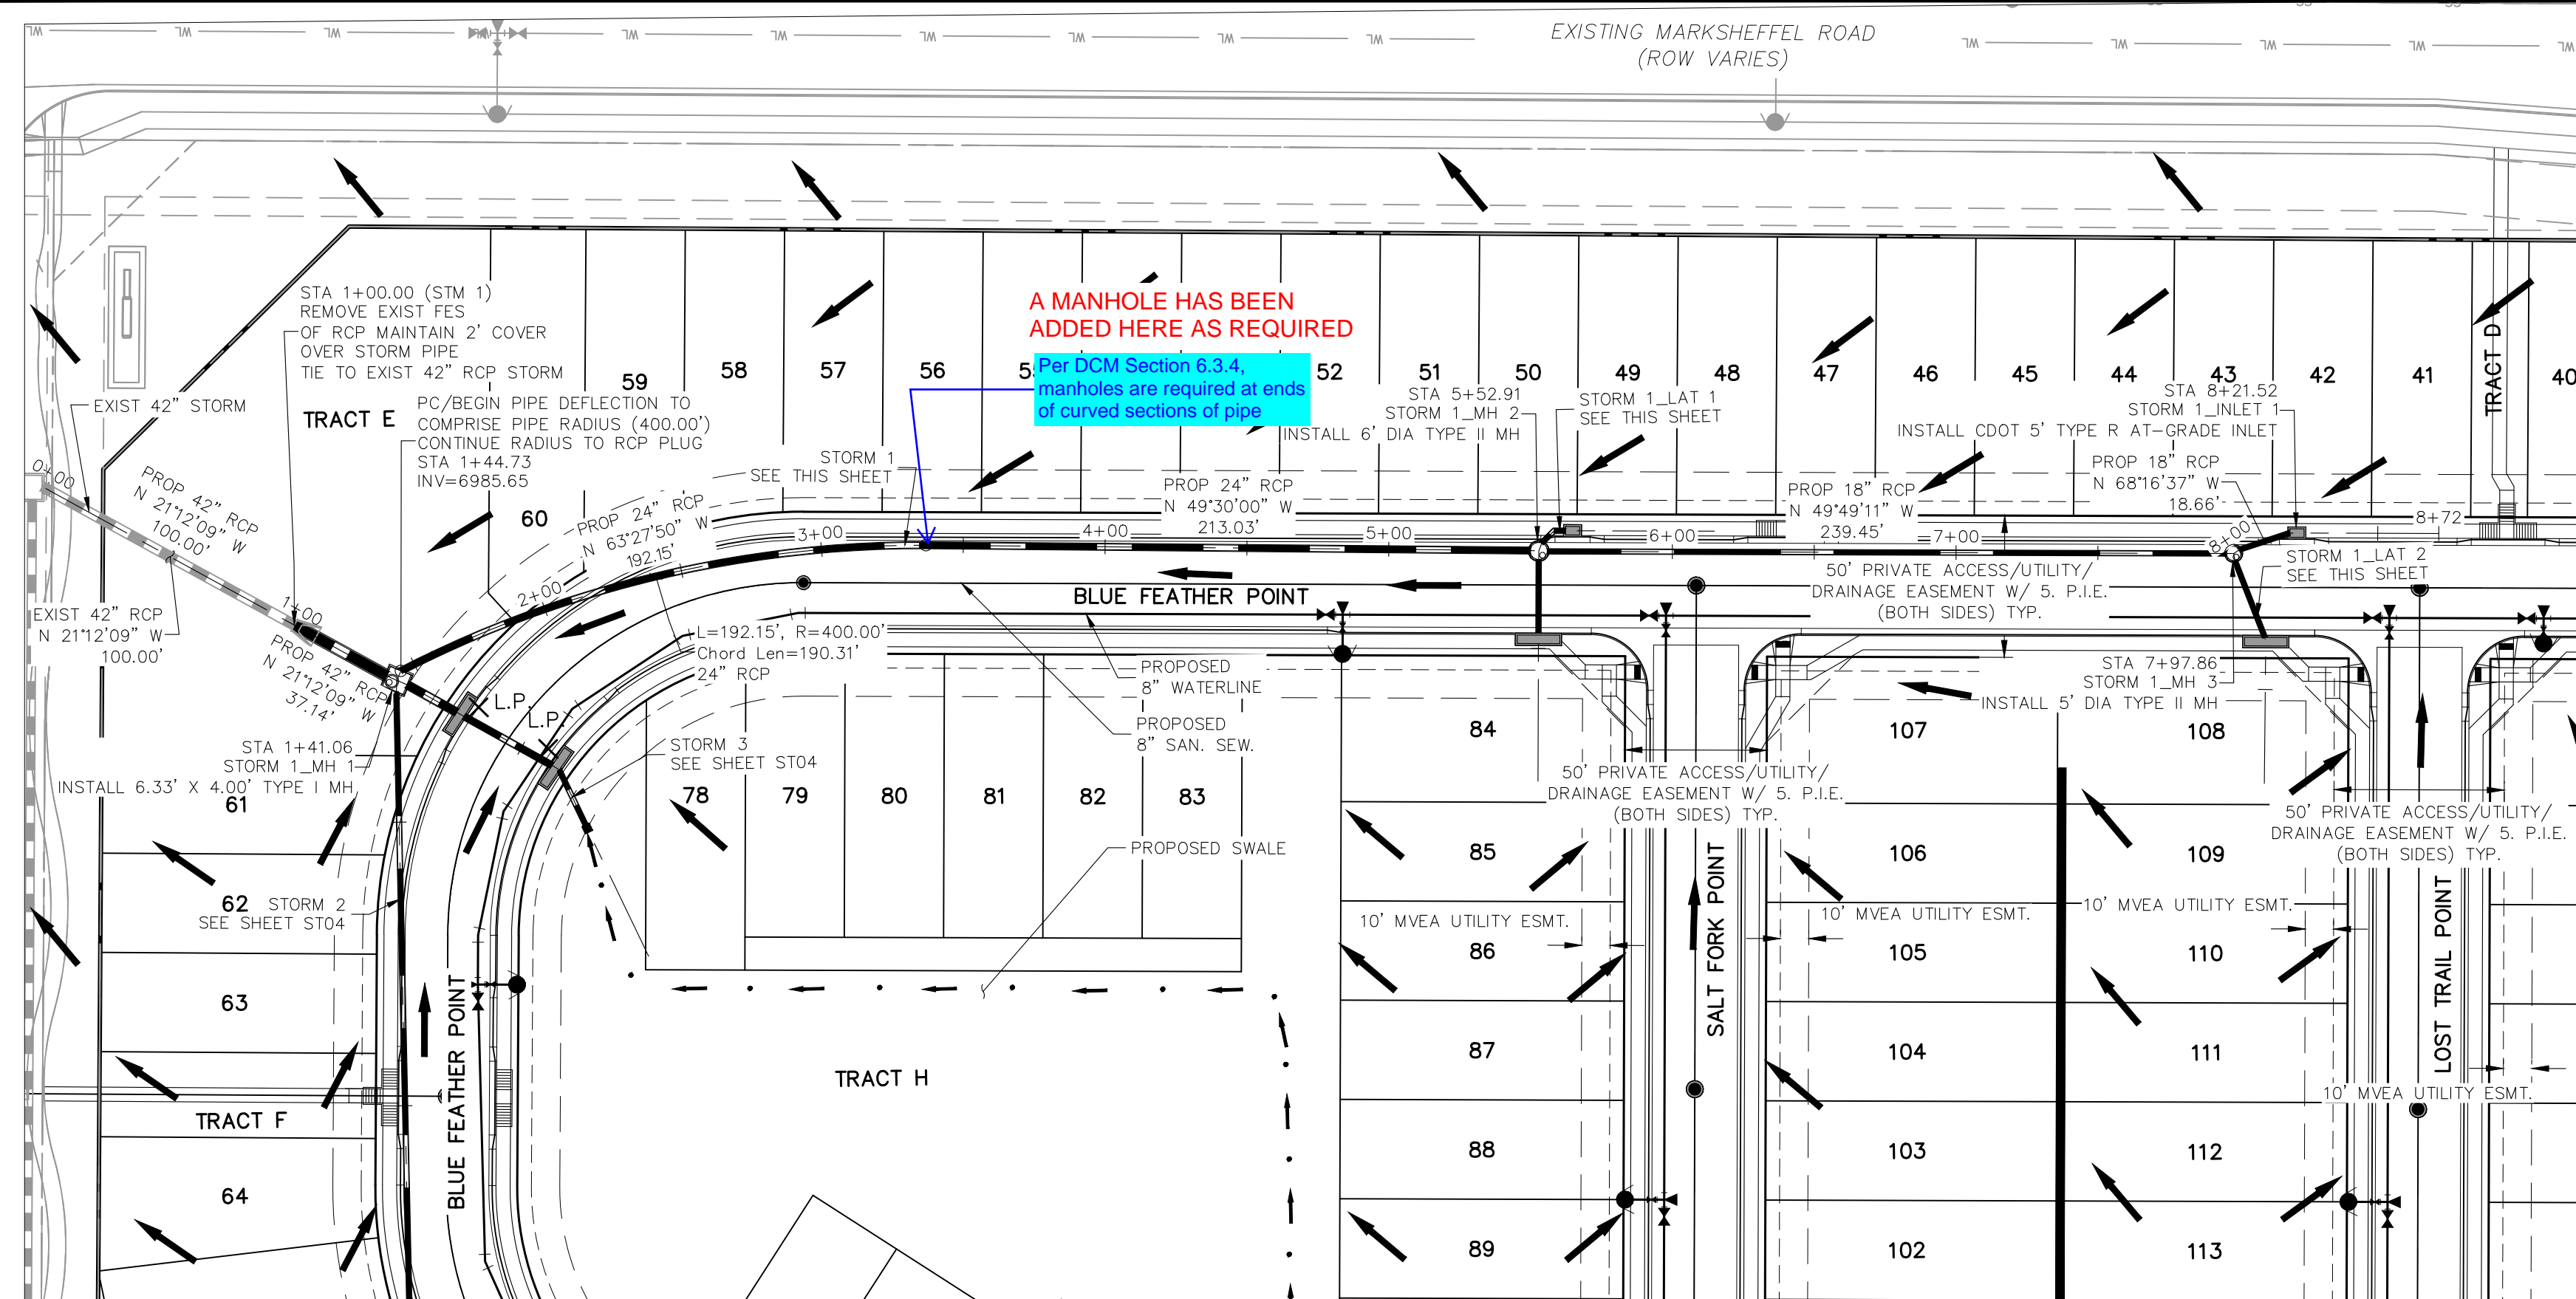 EXISTING MARKSHEFFEL ROAD
(ROW VARIES)
WL WL WL WL WL WL WL WL WL WL WL WL WL WL
STA 1+00.00 (STM 1)
REMOVE EXIST FES
OF RCP MAINTAIN 2' COVER
OVER STORM PIPE
TIE TO EXIST 42" RCP STORM
A MANHOLE HAS BEEN
ADDED HERE AS REQUIRED
Per DCM Section 6.3.4,
manholes are required at ends
of curved sections of pipe
EXIST 42" STORM
TRACT E
PC/BEGIN PIPE DEFLECTION TO
COMPRISE PIPE RADIUS (400.00')
CONTINUE RADIUS TO RCP PLUG
STA 1+44.73
INV=6985.65
59
58
57
56
52
51
50
49
48
47
46
45
44
43
42
41
40
TRACT D
STA 5+52.91
STORM 1_MH 2
INSTALL 6' DIA TYPE II MH
STORM 1_LAT 1
SEE THIS SHEET
STA 8+21.52
STORM 1_INLET 1
INSTALL CDOT 5' TYPE R AT-GRADE INLET
STORM 1
SEE THIS SHEET
PROP 24" RCP
N 49°30'00" W
213.03'
PROP 18" RCP
N 49°49'11" W
239.45'
PROP 18" RCP
N 68°16'37" W
18.66'
0+00
PROP 42" RCP
N 21°12'09" W
100.00'
60
PROP 24" RCP
N 63°27'50" W
192.15'
1+00
2+00
3+00
4+00
5+00
6+00
7+00
8+00
8+72
STORM 1_LAT 2
SEE THIS SHEET
EXIST 42" RCP
N 21°12'09" W
100.00'
PROP 42" RCP
N 21°12'09" W
37.14'
BLUE FEATHER POINT
50' PRIVATE ACCESS/UTILITY/
DRAINAGE EASEMENT W/ 5. P.I.E.
(BOTH SIDES) TYP.
L=192.15', R=400.00'
Chord Len=190.31'
24" RCP
PROPOSED
8" WATERLINE
PROPOSED
8" SAN. SEW.
L.P.
L.P.
STA 7+97.86
STORM 1_MH 3
INSTALL 5' DIA TYPE II MH
STA 1+41.06
STORM 1_MH 1
INSTALL 6.33' X 4.00' TYPE I MH
STORM 3
SEE SHEET ST04
61
78
79
80
81
82
83
84
107
108
50' PRIVATE ACCESS/UTILITY/
DRAINAGE EASEMENT W/ 5. P.I.E.
(BOTH SIDES) TYP.
50' PRIVATE ACCESS/UTILITY/
DRAINAGE EASEMENT W/ 5. P.I.E.
(BOTH SIDES) TYP.
PROPOSED SWALE
85
106
109
62
STORM 2
SEE SHEET ST04
10' MVEA UTILITY ESMT.
10' MVEA UTILITY ESMT.
10' MVEA UTILITY ESMT.
SALT FORK POINT
LOST TRAIL POINT
86
105
110
63
BLUE FEATHER POINT
TRACT H
87
104
111
10' MVEA UTILITY ESMT.
TRACT F
88
103
112
64
89
102
113